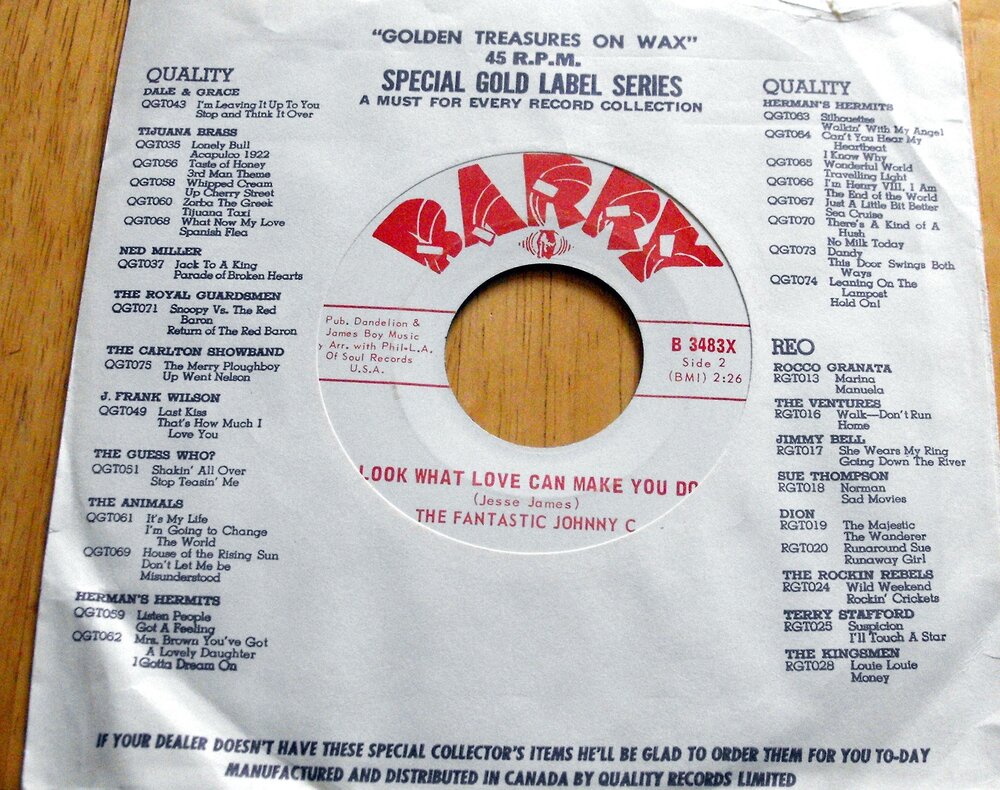 "GOLDEN TREASURES ON WAX"
45 R.P.M.
SPECIAL GOLD LABEL SERIES
A MUST FOR EVERY RECORD COLLECTION
QUALITY
DALE & GRACE
QGT043 I'm Leaving It Up To You
Stop and Think It Over
TIJUANA BRASS
QGT035 Lonely Bull
Acapulco 1922
QGT056 Taste of Honey
3rd Man Theme
QGT058 Whipped Cream
Up Cherry Street
QGT060 Zorba The Greek
Tijuana Taxi
QGT068 What Now My Love
Spanish Flea
NED MILLER
QGT037 Jack To A King
Parade of Broken Hearts
THE ROYAL GUARDSMEN
QGT071 Snoopy Vs. The Red
Baron
Return of The Red Baron
THE CARLTON SHOWBAND
QGT075 The Merry Ploughboy
Up Went Nelson
J. FRANK WILSON
QGT049 Last Kiss
That's How Much I
Love You
THE GUESS WHO?
QGT051 Shakin' All Over
Stop Teasin' Me
THE ANIMALS
QGT061 It's My Life
I'm Going to Change
The World
QGT069 House of the Rising Sun
Don't Let Me be
Misunderstood
HERMAN'S HERMITS
QGT059 Listen People
Got A Feeling
QGT062 Mrs. Brown You've Got
A Lovely Daughter
I Gotta Dream On
BARRY
Pub. Dandelion &
James Boy Music
y Arr. with Phil-L.A.
Of Soul Records
U.S.A.
B 3483X
Side 2
(BMI) 2:26
LOOK WHAT LOVE CAN MAKE YOU DO
(Jesse James)
THE FANTASTIC JOHNNY C
QUALITY
HERMAN'S HERMITS
QGT063 Silhouettes
Walkin' With My Angel
QGT064 Can't You Hear My
Heartbeat
I Know Why
QGT065 Wonderful World
Travelling Light
QGT066 I'm Henry VIII, I Am
The End of the World
QGT067 Just A Little Bit Better
Sea Cruise
QGT070 There's A Kind of A
Hush
No Milk Today
QGT073 Dandy
This Door Swings Both
Ways
QGT074 Leaning On The
Lampost
Hold On!
REO
ROCCO GRANATA
RGT013 Marina
Manuela
THE VENTURES
RGT016 Walk—Don't Run
Home
JIMMY BELL
RGT017 She Wears My Ring
Going Down The River
SUE THOMPSON
RGT018 Norman
Sad Movies
DION
RGT019 The Majestic
The Wanderer
RGT020 Runaround Sue
Runaway Girl
THE ROCKIN REBELS
RGT024 Wild Weekend
Rockin' Crickets
TERRY STAFFORD
RGT025 Suspicion
I'll Touch A Star
THE KINGSMEN
RGT028 Louie Louie
Money
IF YOUR DEALER DOESN'T HAVE THESE SPECIAL COLLECTOR'S ITEMS HE'LL BE GLAD TO ORDER THEM FOR YOU TO-DAY
MANUFACTURED AND DISTRIBUTED IN CANADA BY QUALITY RECORDS LIMITED